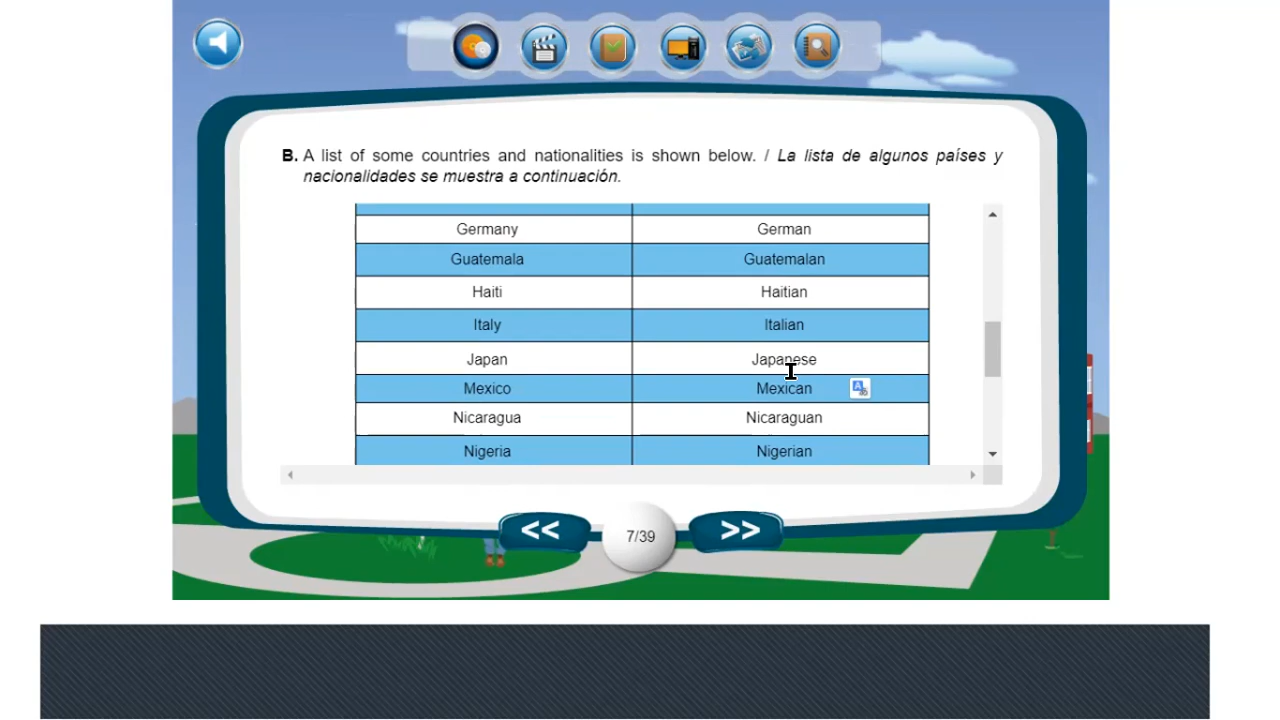 B. A list of some countries and nationalities is shown below. / La lista de algunos países y
nacionalidades se muestra a continuación.
Germany German
Guatemala Guatemalan
Haiti Haitian
Italy Italian
Japan Japanese
Mexico Mexican
Nicaragua Nicaraguan
Nigeria Nigerian
<< 7/39 >>